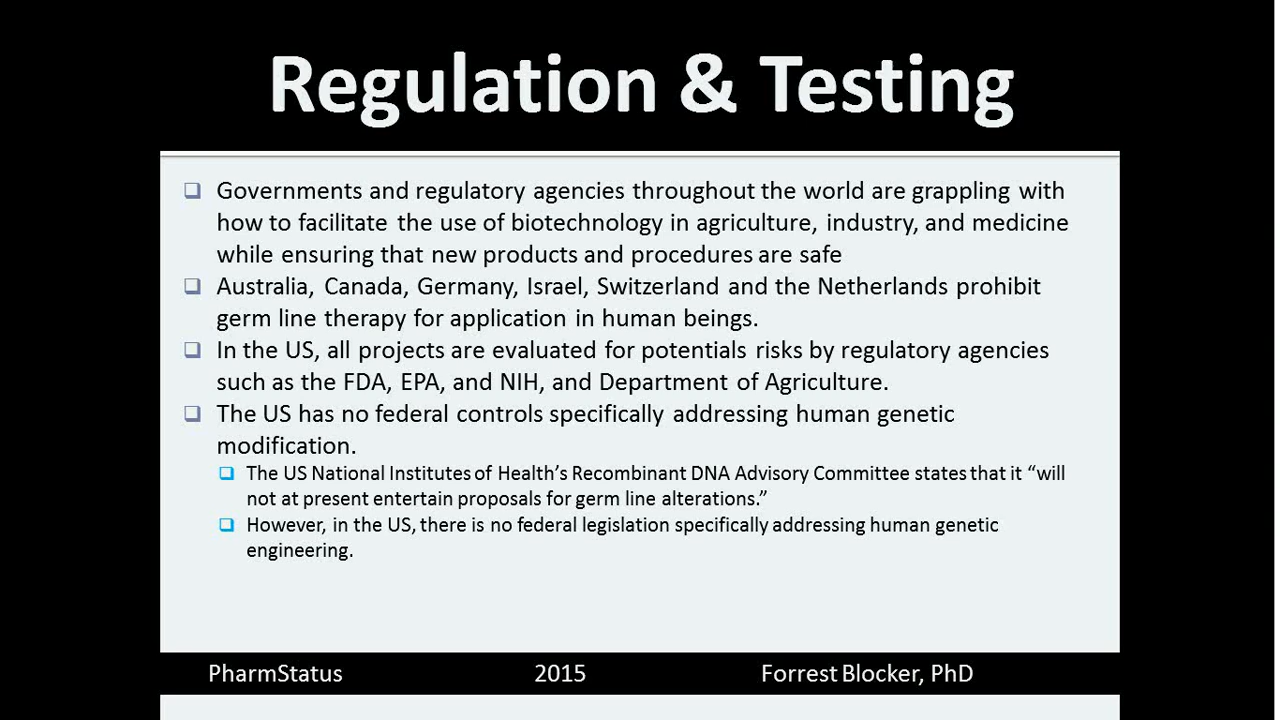 Regulation & Testing
❑ Governments and regulatory agencies throughout the world are grappling with
how to facilitate the use of biotechnology in agriculture, industry, and medicine
while ensuring that new products and procedures are safe
❑ Australia, Canada, Germany, Israel, Switzerland and the Netherlands prohibit
germ line therapy for application in human beings.
❑ In the US, all projects are evaluated for potentials risks by regulatory agencies
such as the FDA, EPA, and NIH, and Department of Agriculture.
❑ The US has no federal controls specifically addressing human genetic
modification.
❑ The US National Institutes of Health’s Recombinant DNA Advisory Committee states that it “will
not at present entertain proposals for germ line alterations.”
❑ However, in the US, there is no federal legislation specifically addressing human genetic
engineering.
PharmStatus 2015 Forrest Blocker, PhD